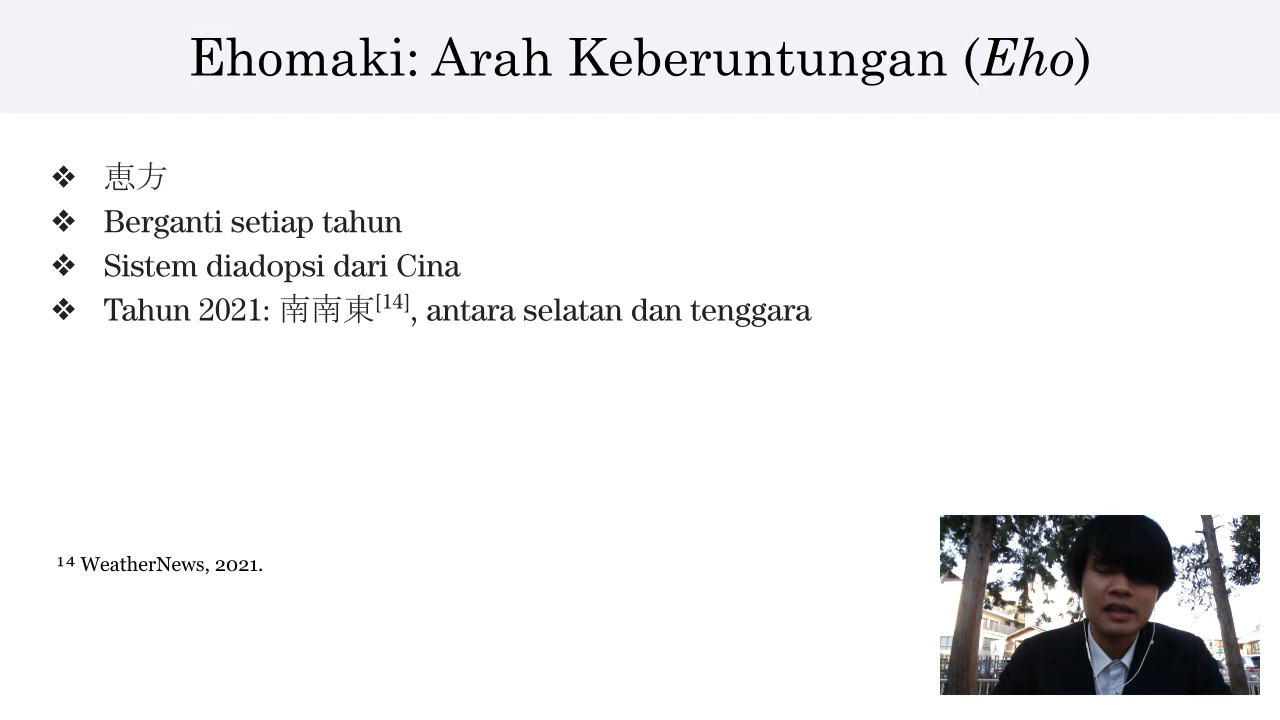 Ehomaki: Arah Keberuntungan (Eho)
❖ 恵方
❖ Berganti setiap tahun
❖ Sistem diadopsi dari Cina
❖ Tahun 2021: 南南東[14], antara selatan dan tenggara
14 WeatherNews, 2021.